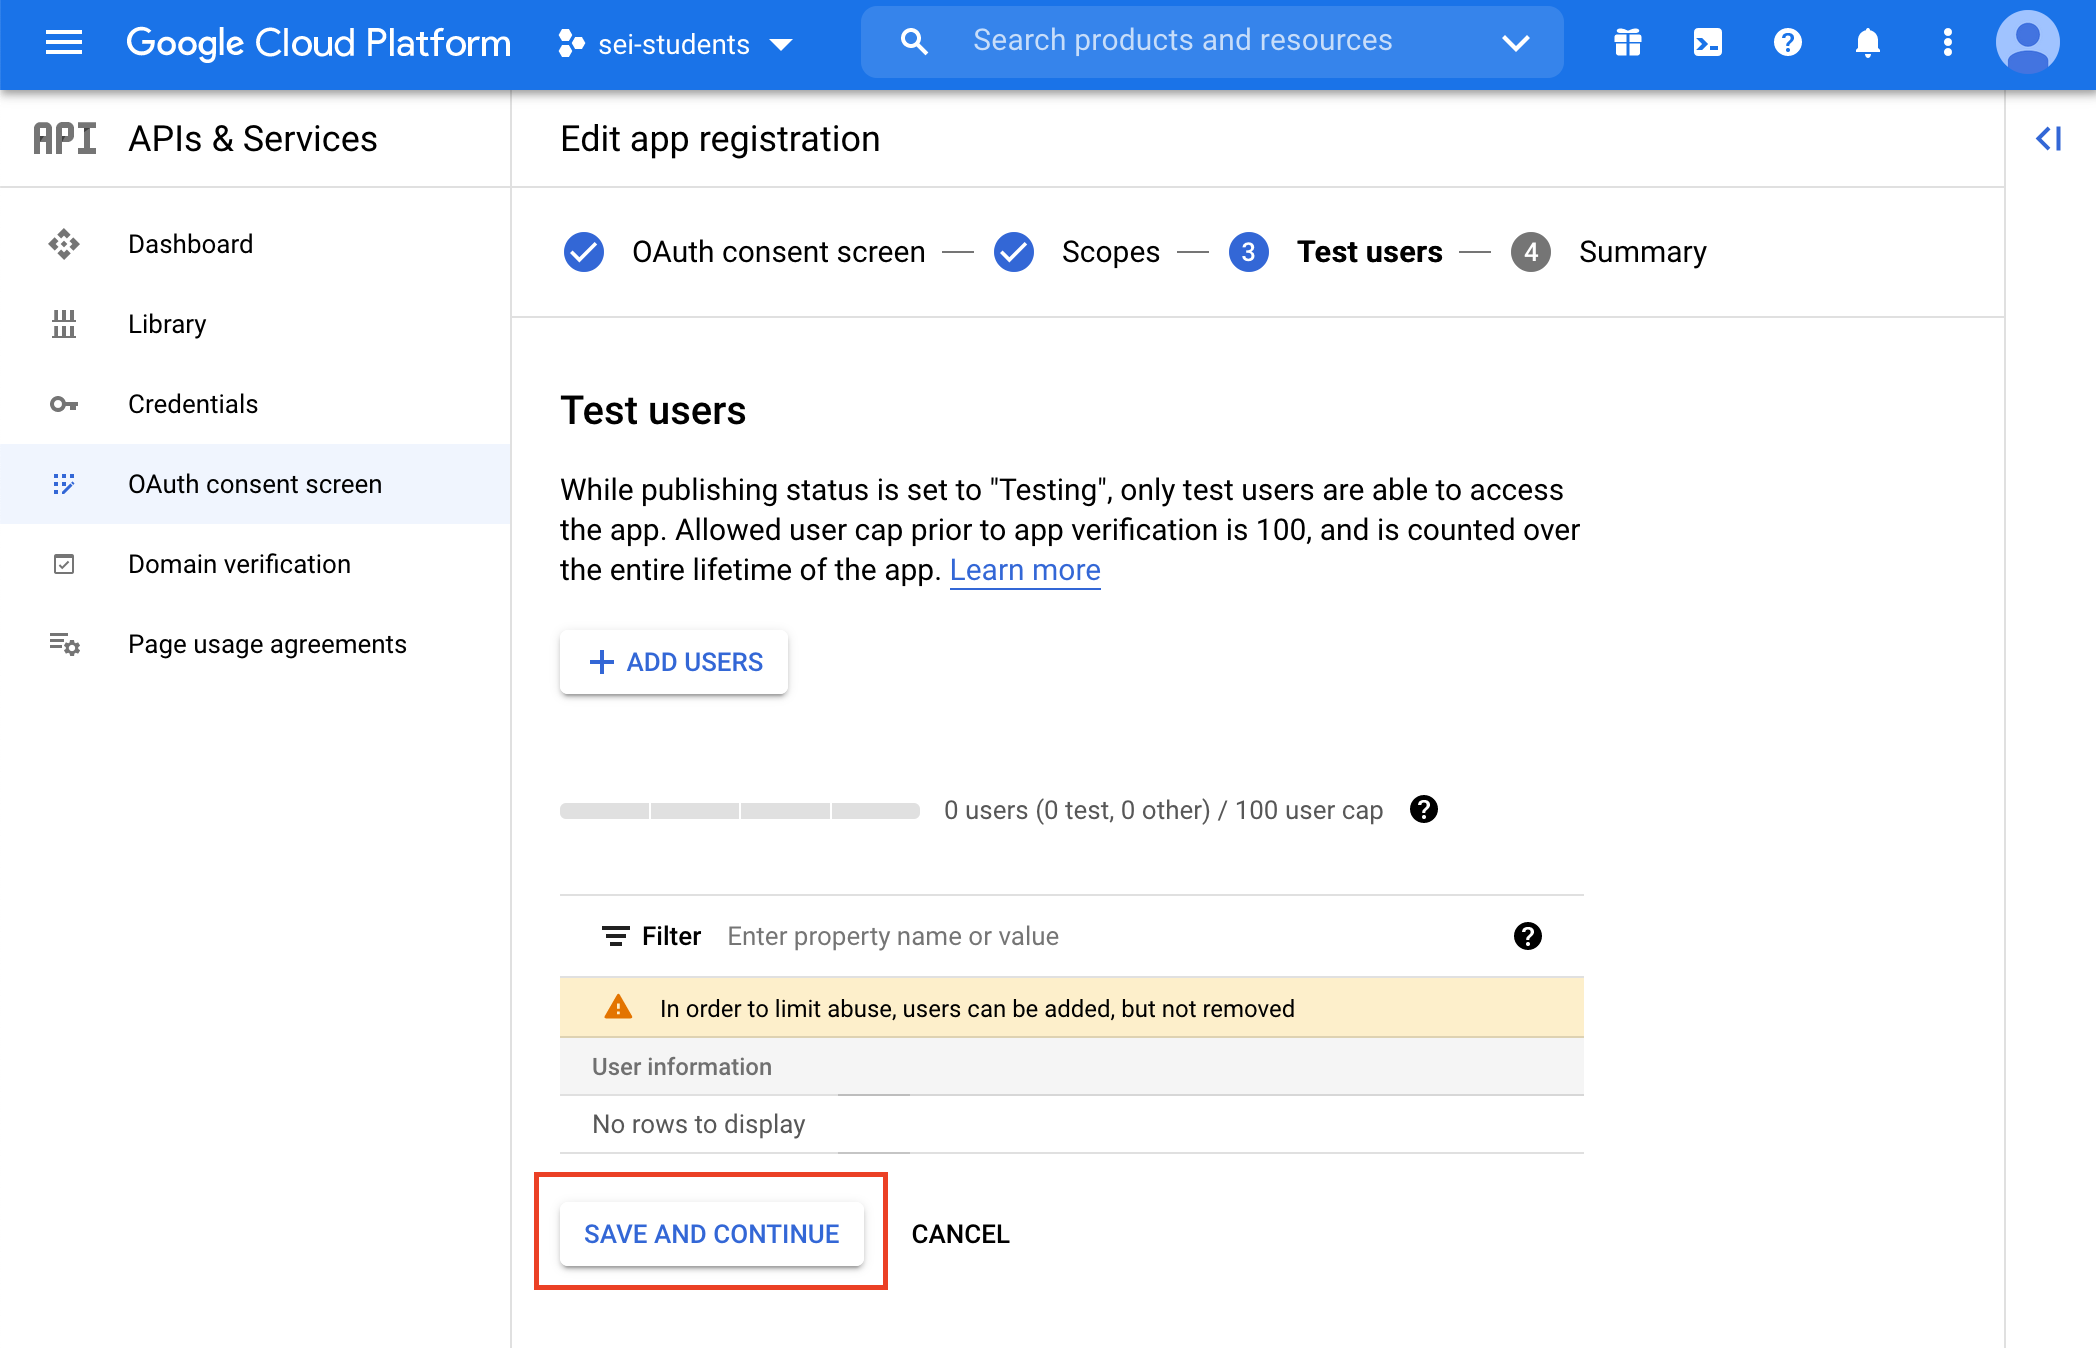 Google Cloud Platform
sei-students
Search products and resources
API
APIs & Services
Edit app registration
Dashboard
Library
Credentials
OAuth consent screen
Domain verification
Page usage agreements
OAuth consent screen
Scopes
3
Test users
4
Summary
Test users
While publishing status is set to "Testing", only test users are able to access
the app. Allowed user cap prior to app verification is 100, and is counted over
the entire lifetime of the app. Learn more
ADD USERS
0 users (0 test, 0 other) / 100 user cap
Filter
Enter property name or value
In order to limit abuse, users can be added, but not removed
User information
No rows to display
SAVE AND CONTINUE
CANCEL